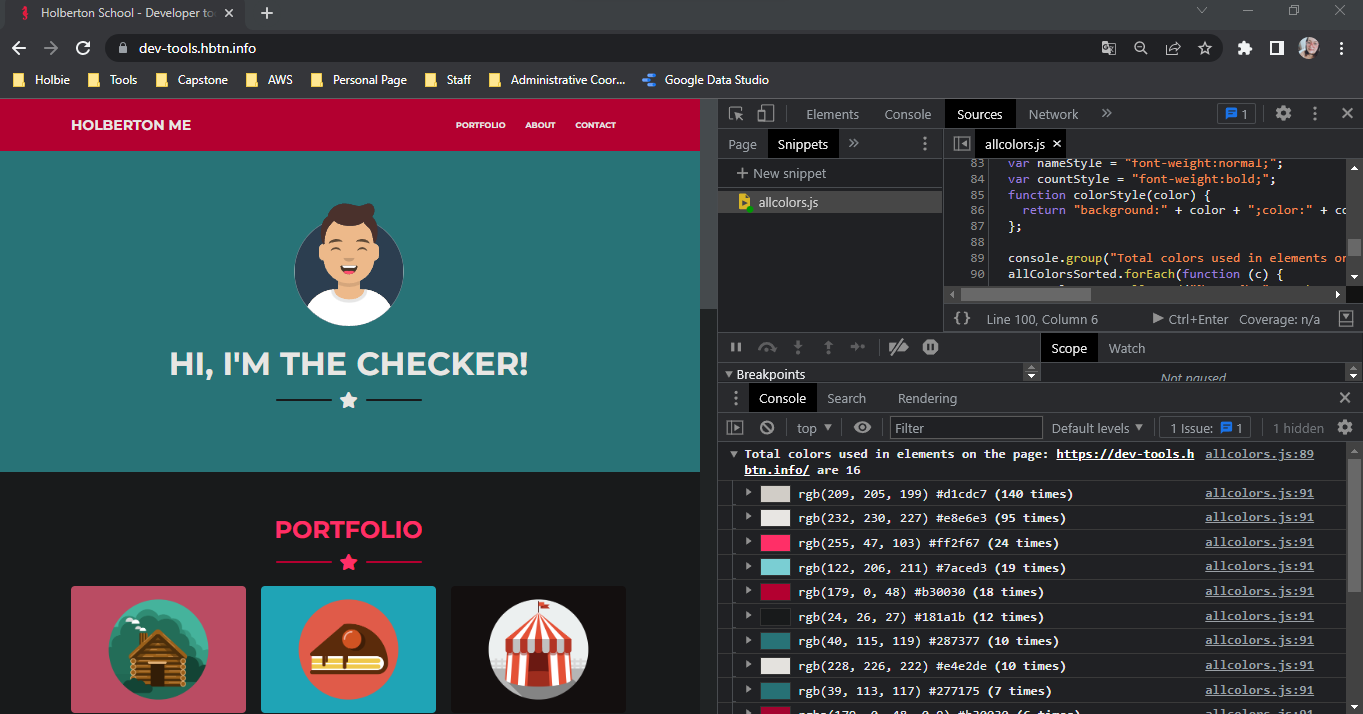 Holberton School - Developer to
dev-tools.hbtn.info
Holbie Tools Capstone AWS Personal Page Staff Administrative Coor... Google Data Studio
HOLBERTON ME
PORTFOLIO ABOUT CONTACT
HI, I'M THE CHECKER!
PORTFOLIO
Elements Console Sources Network » 1
Page Snippets »
allcolors.js
New snippet
allcolors.js
83 var nameStyle = "font-weight:normal;";
84 var countStyle = "font-weight:bold;";
85 function colorStyle(color) {
86 return "background:" + color + ";color:" + co
87 };
88
89 console.group("Total colors used in elements on
90 allColorsSorted.forEach(function (c) {
{} Line 100, Column 6 Ctrl+Enter Coverage: n/a
Scope Watch
Breakpoints
Not paused
Console Search Rendering
top Filter Default levels 1 Issue: 1 1 hidden
Total colors used in elements on the page: https://dev-tools.h allcolors.js:89
btn.info/ are 16
rgb(209, 205, 199) #d1cdc7 (140 times) allcolors.js:91
rgb(232, 230, 227) #e8e6e3 (95 times) allcolors.js:91
rgb(255, 47, 103) #ff2f67 (24 times) allcolors.js:91
rgb(122, 206, 211) #7aced3 (19 times) allcolors.js:91
rgb(179, 0, 48) #b30030 (18 times) allcolors.js:91
rgb(24, 26, 27) #181a1b (12 times) allcolors.js:91
rgb(40, 115, 119) #287377 (10 times) allcolors.js:91
rgb(228, 226, 222) #e4e2de (10 times) allcolors.js:91
rgb(39, 113, 117) #277175 (7 times) allcolors.js:91